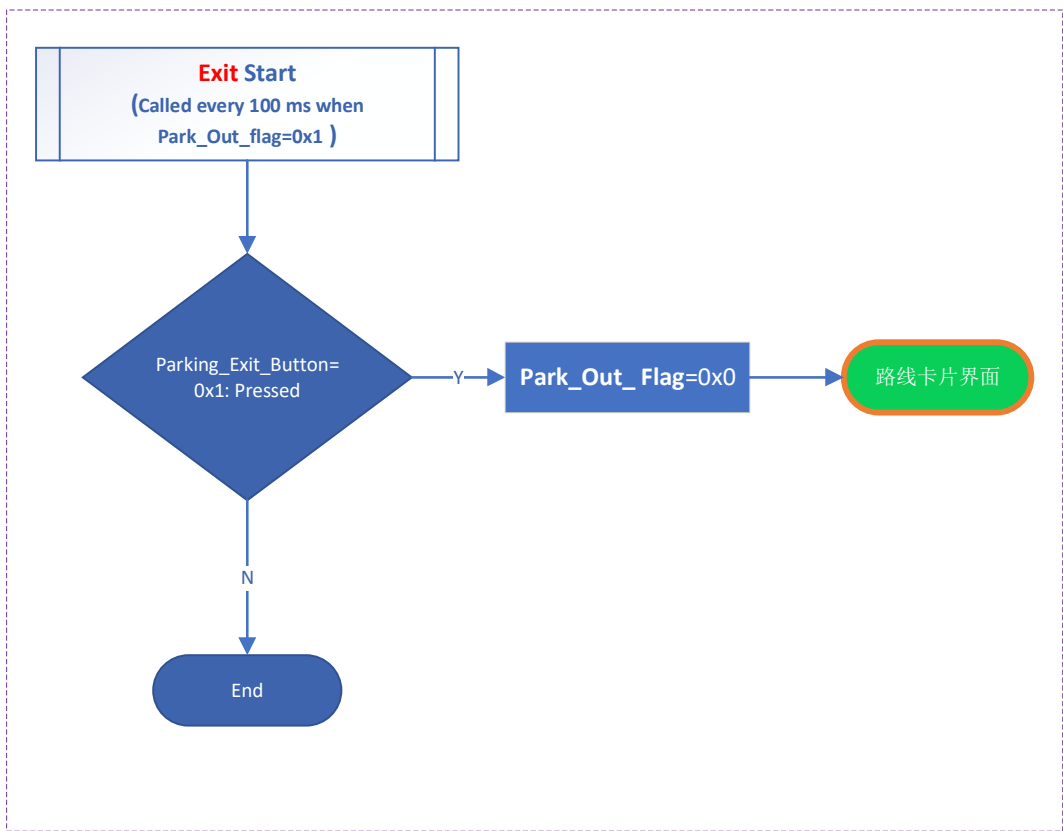 Exit Start
(Called every 100 ms when
Park_Out_flag=0x1 )
Parking_Exit_Button=
0x1: Pressed
Y
Park_Out_ Flag=0x0
路线卡片界面
N
End